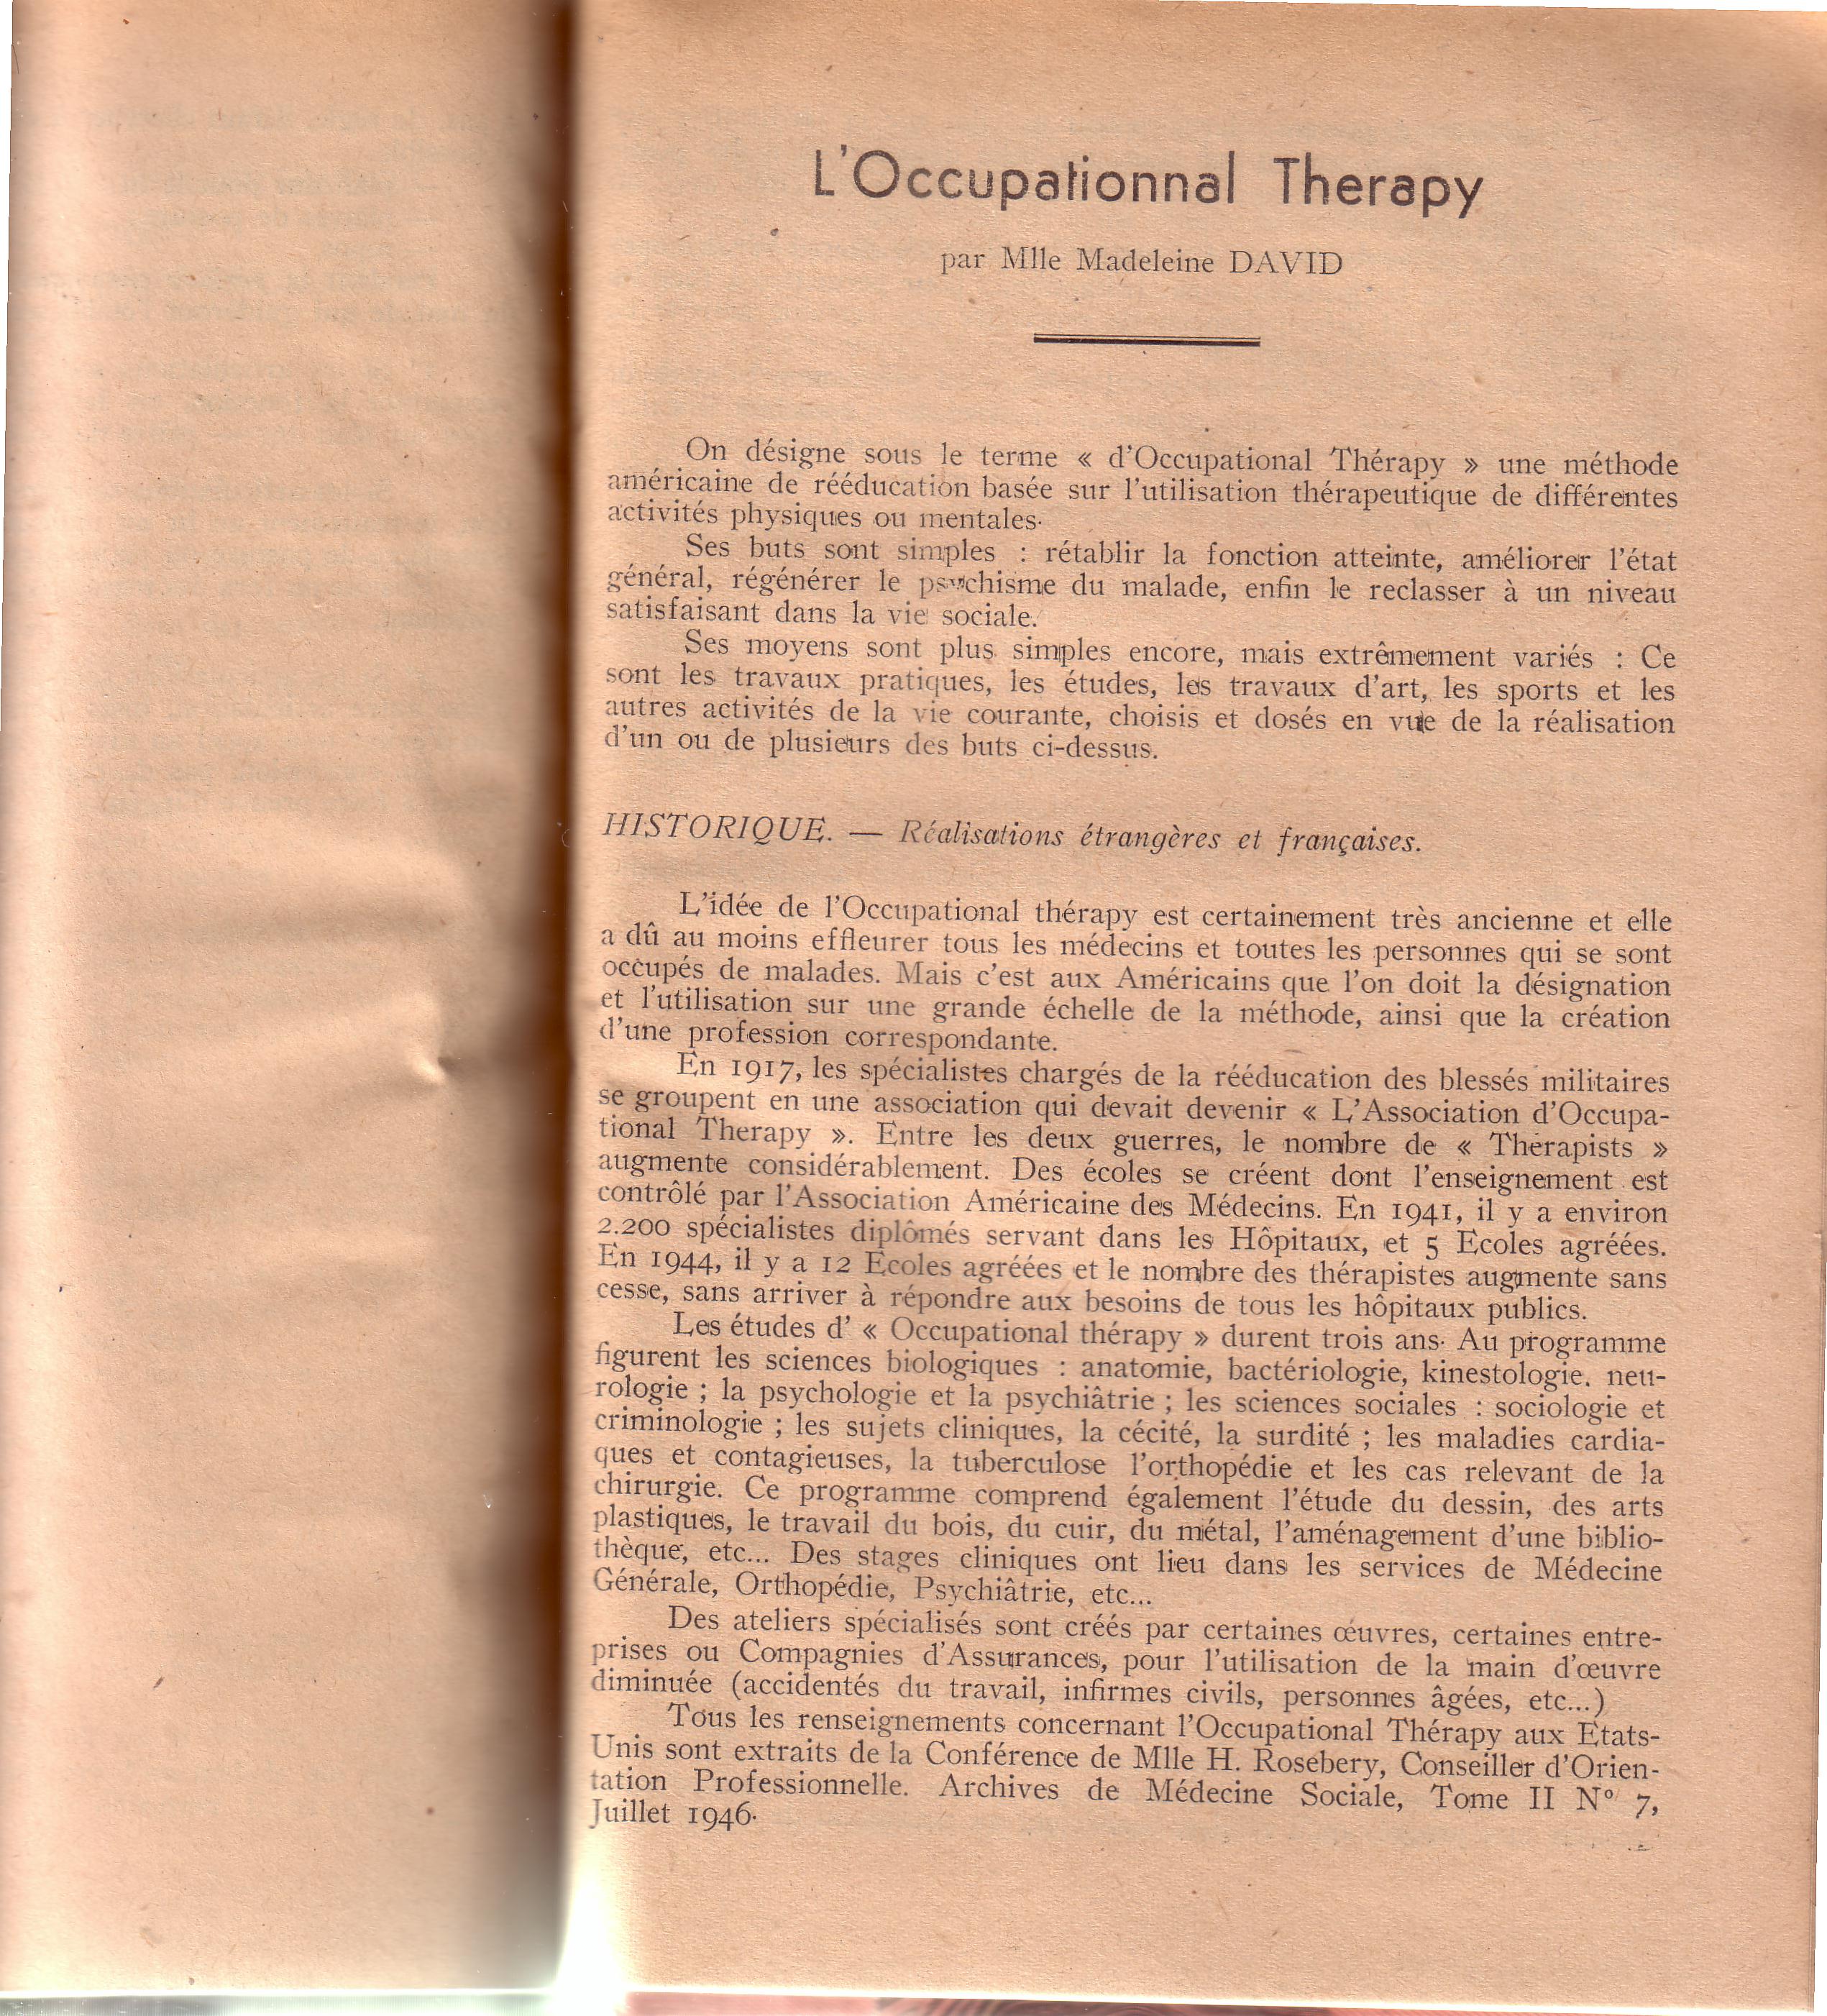 L'Occupationnal Therapy
par Mlle Madeleine DAVID
On désigne sous le terme « d'Occupational Thérapy » une méthode
américaine de rééducation basée sur l'utilisation thérapeutique de différentes
activités physiques ou mentales.
Ses buts sont simples : rétablir la fonction atteinte, améliorer l'état
général, régénérer le psychisme du malade, enfin le reclasser à un niveau
satisfaisant dans la vie sociale.
Ses moyens sont plus simples encore, mais extrêmement variés : Ce
sont les travaux pratiques, les études, les travaux d'art, les sports et les
autres activités de la vie courante, choisis et dosés en vue de la réalisation
d'un ou de plusieurs des buts ci-dessus.
HISTORIQUE. — Réalisations étrangères et françaises.
L'idée de l'Occupational thérapy est certainement très ancienne et elle
a dû au moins effleurer tous les médecins et toutes les personnes qui se sont
occupés de malades. Mais c'est aux Américains que l'on doit la désignation
et l'utilisation sur une grande échelle de la méthode, ainsi que la création
d'une profession correspondante.
En 1917, les spécialistes chargés de la rééducation des blessés militaires
se groupent en une association qui devait devenir « L'Association d'Occupa-
tional Therapy ». Entre les deux guerres, le nombre de « Therapists »
augmente considérablement. Des écoles se créent dont l'enseignement est
contrôlé par l'Association Américaine des Médecins. En 1941, il y a environ
2.200 spécialistes diplômés servant dans les Hôpitaux, et 5 Ecoles agréées.
En 1944, il y a 12 Ecoles agréées et le nombre des thérapistes augmente sans
cesse, sans arriver à répondre aux besoins de tous les hôpitaux publics.
Les études d' « Occupational thérapy » durent trois ans. Au programme
figurent les sciences biologiques : anatomie, bactériologie, kinestologie. neu-
rologie ; la psychologie et la psychiâtrie ; les sciences sociales : sociologie et
criminologie ; les sujets cliniques, la cécité, la surdité ; les maladies cardia-
ques et contagieuses, la tuberculose l'orthopédie et les cas relevant de la
chirurgie. Ce programme comprend également l'étude du dessin, des arts
plastiques, le travail du bois, du cuir, du métal, l'aménagement d'une biblio-
thèque, etc... Des stages cliniques ont lieu dans les services de Médecine
Générale, Orthopédie, Psychiâtrie, etc...
Des ateliers spécialisés sont créés par certaines œuvres, certaines entre-
prises ou Compagnies d'Assurances, pour l'utilisation de la main d'œuvre
diminuée (accidentés du travail, infirmes civils, personnes âgées, etc...)
Tous les renseignements concernant l'Occupational Thérapy aux Etats-
Unis sont extraits de la Conférence de Mlle H. Rosebery, Conseiller d'Orien-
tation Professionnelle. Archives de Médecine Sociale, Tome II N° 7,
Juillet 1946.